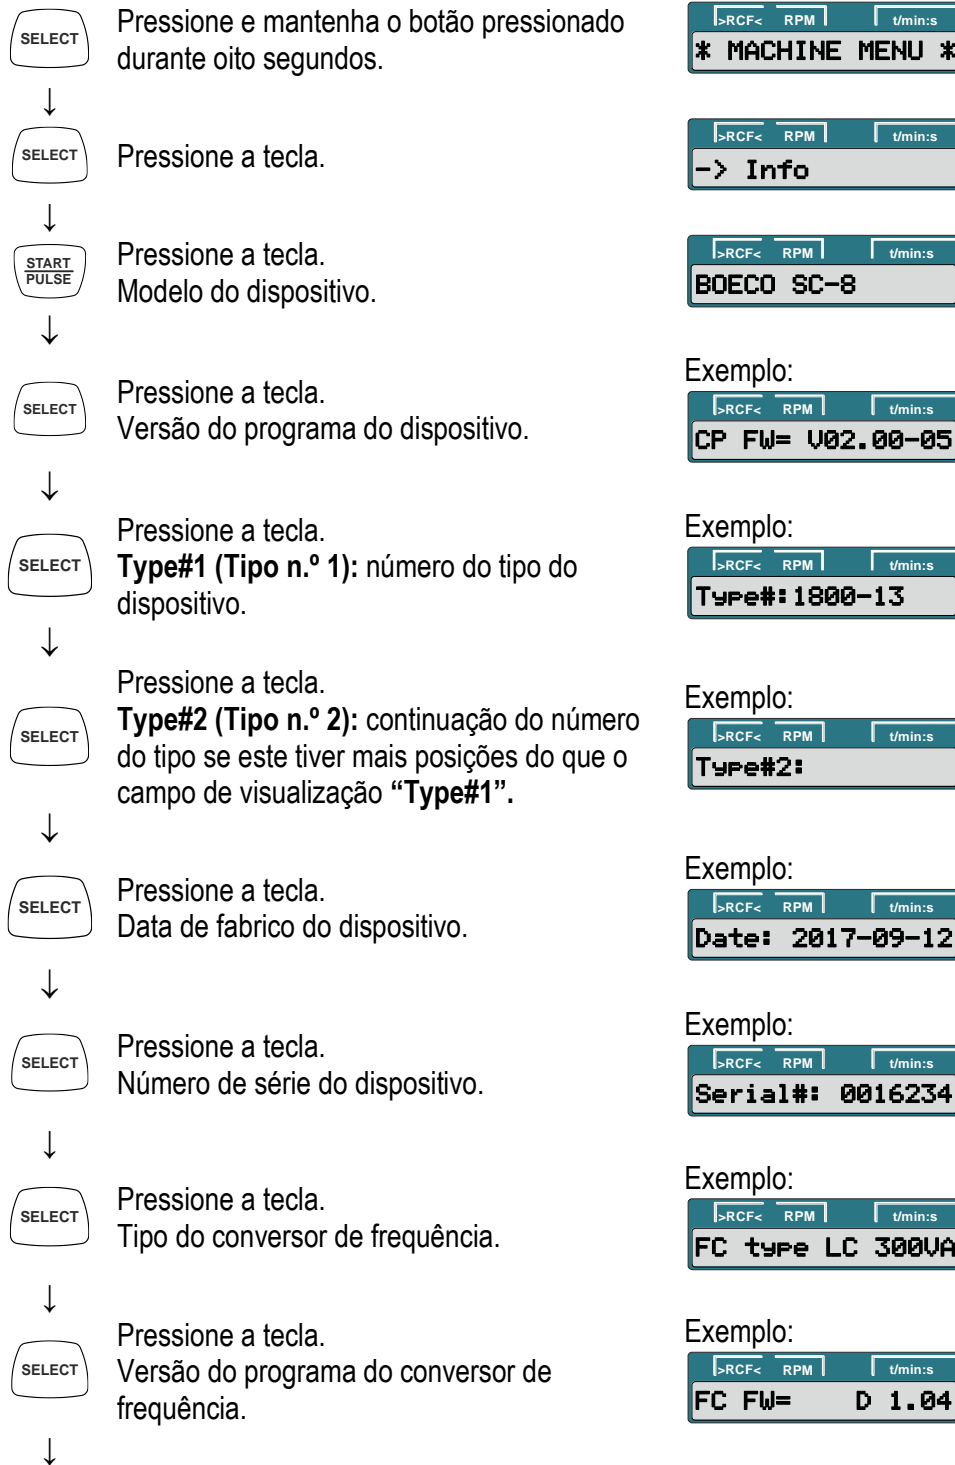 SELECT
Pressione e mantenha o botão pressionado
durante oito segundos.
>RCF< RPM t/min:s
* MACHINE MENU *
↓
SELECT
Pressione a tecla.
>RCF< RPM t/min:s
-> Info
↓
START
PULSE
Pressione a tecla.
Modelo do dispositivo.
>RCF< RPM t/min:s
BOECO SC-8
↓
SELECT
Pressione a tecla.
Versão do programa do dispositivo.
Exemplo:
>RCF< RPM t/min:s
CP FW= V02.00-05
↓
SELECT
Pressione a tecla.
Type#1 (Tipo n.º 1): número do tipo do
dispositivo.
Exemplo:
>RCF< RPM t/min:s
Type#:1800-13
↓
SELECT
Pressione a tecla.
Type#2 (Tipo n.º 2): continuação do número
do tipo se este tiver mais posições do que o
campo de visualização “Type#1”.
Exemplo:
>RCF< RPM t/min:s
Type#2:
↓
SELECT
Pressione a tecla.
Data de fabrico do dispositivo.
Exemplo:
>RCF< RPM t/min:s
Date: 2017-09-12
↓
SELECT
Pressione a tecla.
Número de série do dispositivo.
Exemplo:
>RCF< RPM t/min:s
Serial#: 0016234
↓
SELECT
Pressione a tecla.
Tipo do conversor de frequência.
Exemplo:
>RCF< RPM t/min:s
FC type LC 300VA
↓
SELECT
Pressione a tecla.
Versão do programa do conversor de
frequência.
Exemplo:
>RCF< RPM t/min:s
FC FW= D 1.04
↓